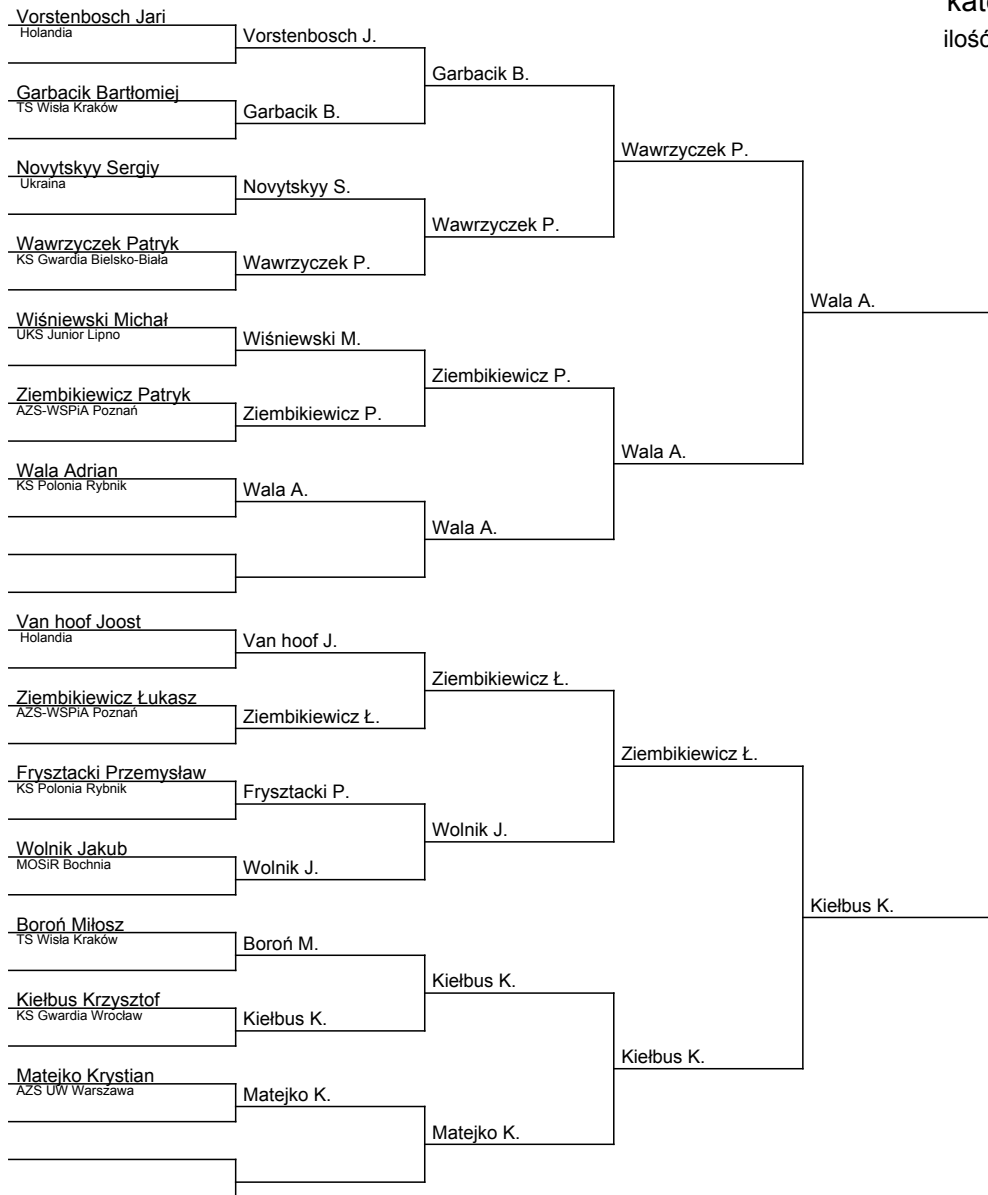 Vorstenbosch Jari
Holandia
Garbacik Bartłomiej
TS Wisła Kraków
Novytskyy Sergiy
Ukraina
Wawrzyczek Patryk
KS Gwardia Bielsko-Biała
Wiśniewski Michał
UKS Junior Lipno
Ziembikiewicz Patryk
AZS-WSPiA Poznań
Wala Adrian
KS Polonia Rybnik
Van hoof Joost
Holandia
Ziembikiewicz Łukasz
AZS-WSPiA Poznań
Frysztacki Przemysław
KS Polonia Rybnik
Wolnik Jakub
MOSiR Bochnia
Boroń Miłosz
TS Wisła Kraków
Kiełbus Krzysztof
KS Gwardia Wrocław
Matejko Krystian
AZS UW Warszawa
Vorstenbosch J.
Garbacik B.
Novytskyy S.
Wawrzyczek P.
Wiśniewski M.
Ziembikiewicz P.
Wala A.
Van hoof J.
Ziembikiewicz Ł.
Frysztacki P.
Wolnik J.
Boroń M.
Kiełbus K.
Matejko K.
Garbacik B.
Wawrzyczek P.
Ziembikiewicz P.
Wala A.
Ziembikiewicz Ł.
Wolnik J.
Kiełbus K.
Matejko K.
Wawrzyczek P.
Wala A.
Ziembikiewicz Ł.
Kiełbus K.
Wala A.
Kiełbus K.
ilość